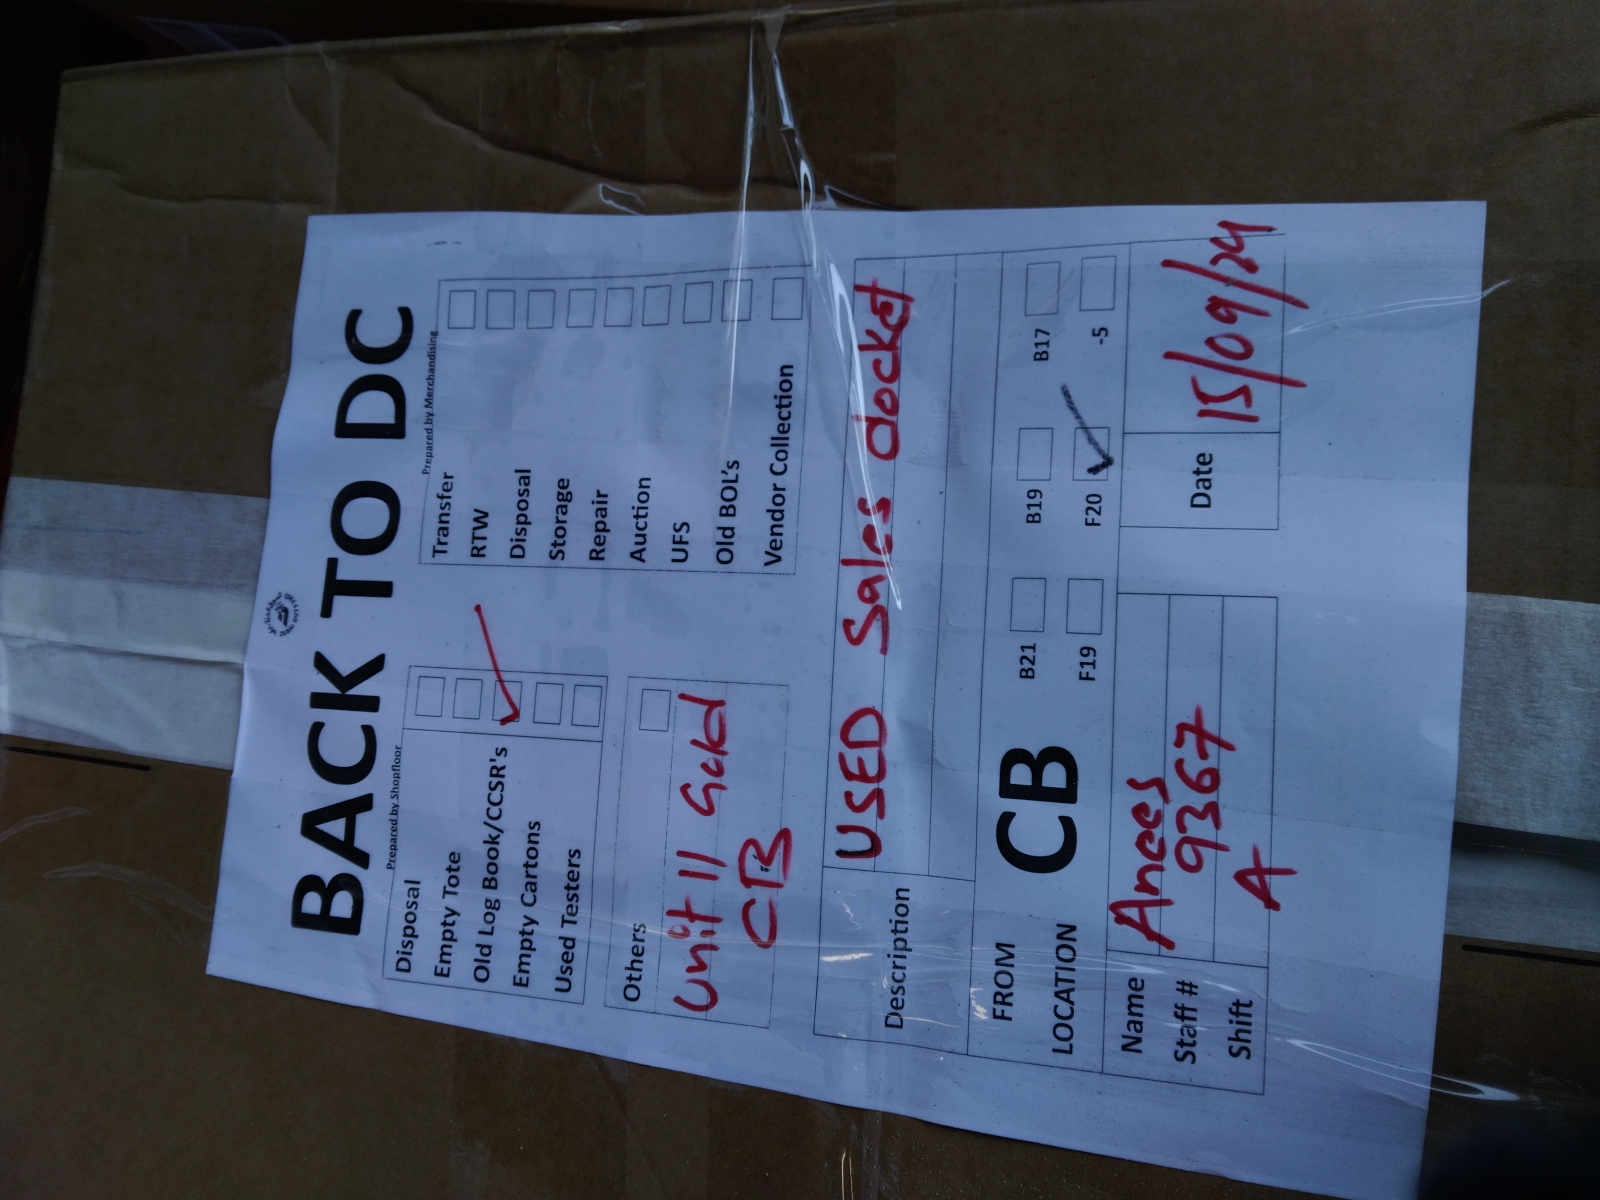 BACK TO DC
Prepared by Shopfloor
Disposal
Empty Tote
Old Log Book/CCSR's
Empty Cartons
Used Testers
Others
Unit 11 Gold
CB
Prepared by Merchandising
Transfer
RTW
Disposal
Storage
Repair
Auction
UFS
Old BOL's
Vendor Collection
Description USED Sales docket
FROM
LOCATION
CB
B21 B19 B17
F19 F20 -5
Name Anees
Staff # 9367
Shift A
Date 15/09/24